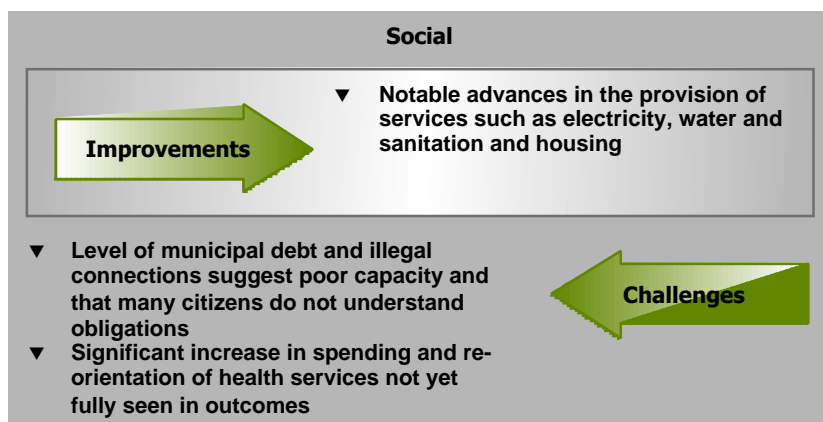 Social
Improvements
▼ Notable advances in the provision of
services such as electricity, water and
sanitation and housing
▼ Level of municipal debt and illegal
connections suggest poor capacity and
that many citizens do not understand
obligations
▼ Significant increase in spending and re-
orientation of health services not yet
fully seen in outcomes
Challenges